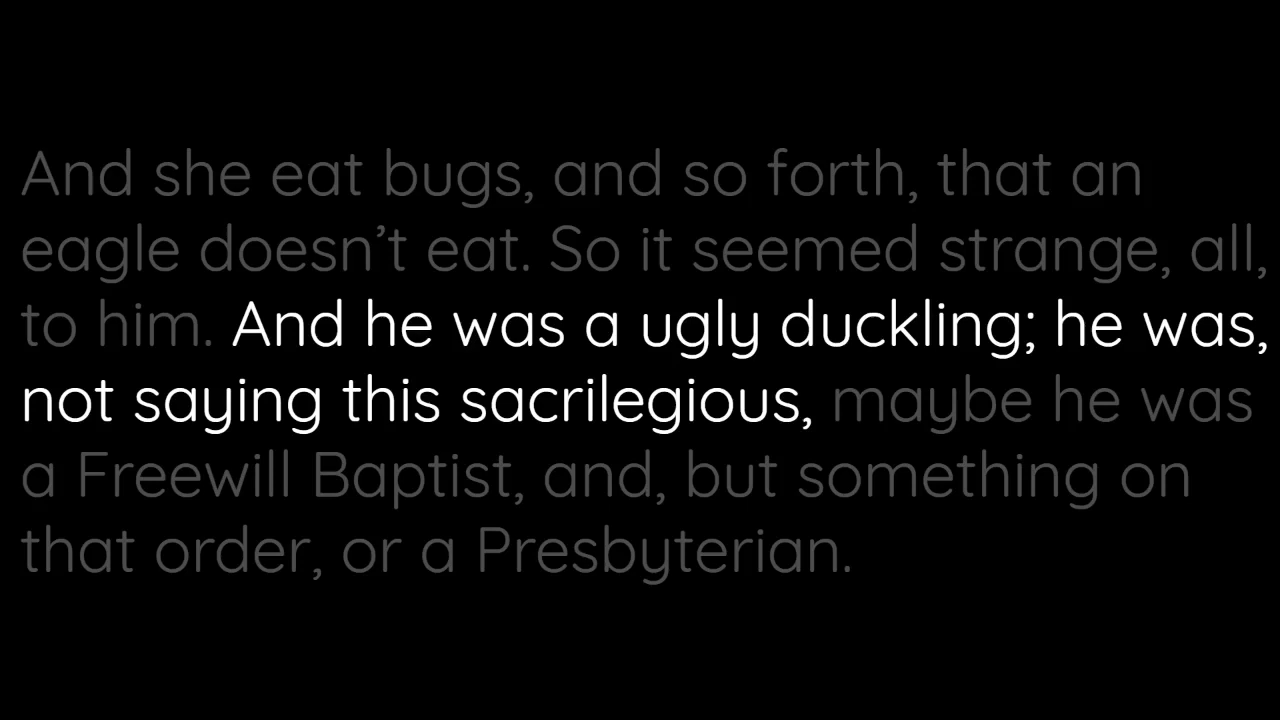 And she eat bugs, and so forth, that an
eagle doesn’t eat. So it seemed strange, all,
to him. And he was a ugly duckling; he was,
not saying this sacrilegious, maybe he was
a Freewill Baptist, and, but something on
that order, or a Presbyterian.